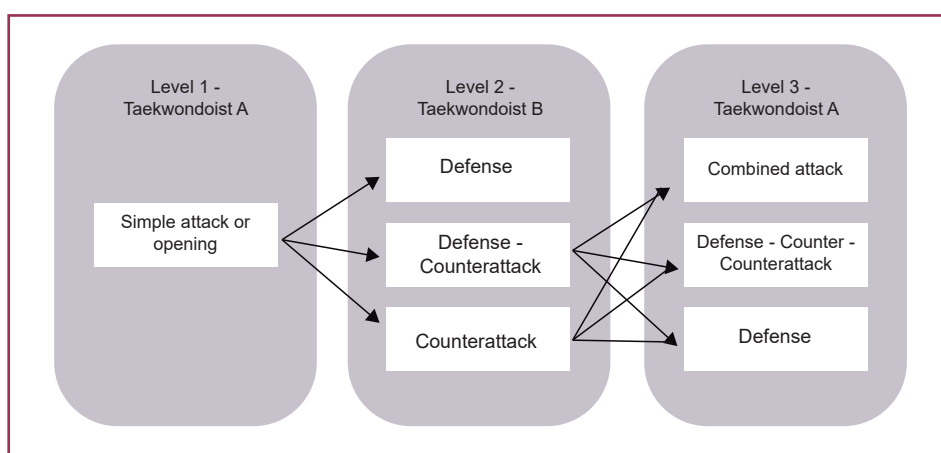 Level 1 -
Taekwondoist A
Simple attack or
opening
Level 2 -
Taekwondoist B
Defense
Defense -
Counterattack
Counterattack
Level 3 -
Taekwondoist A
Combined attack
Defense - Counter -
Counterattack
Defense